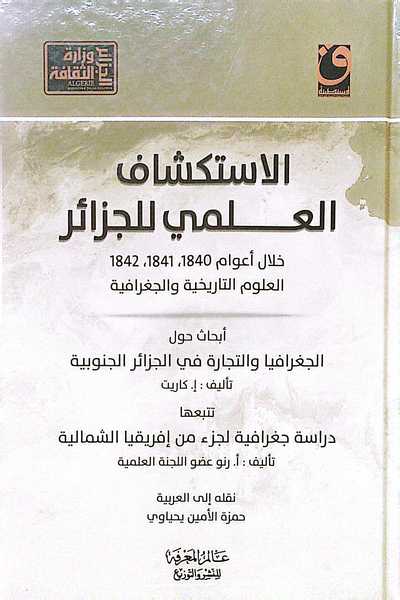 وزارة
الثقافة
الجزائر
ALGERIE
الاستكشاف
العلمي للجزائر
خلال أعوام 1840، 1841، 1842
العلوم التاريخية والجغرافية
أبحاث حول
الجغرافيا والتجارة في الجزائر الجنوبية
تأليف : إ. كاريت
تتبعها
دراسة جغرافية لجزء من إفريقيا الشمالية
تأليف : أ. رنو عضو اللجنة العلمية
نقله إلى العربية
حمزة الأمين يحياوي
عالم المعرفة
للنشر والتوزيع